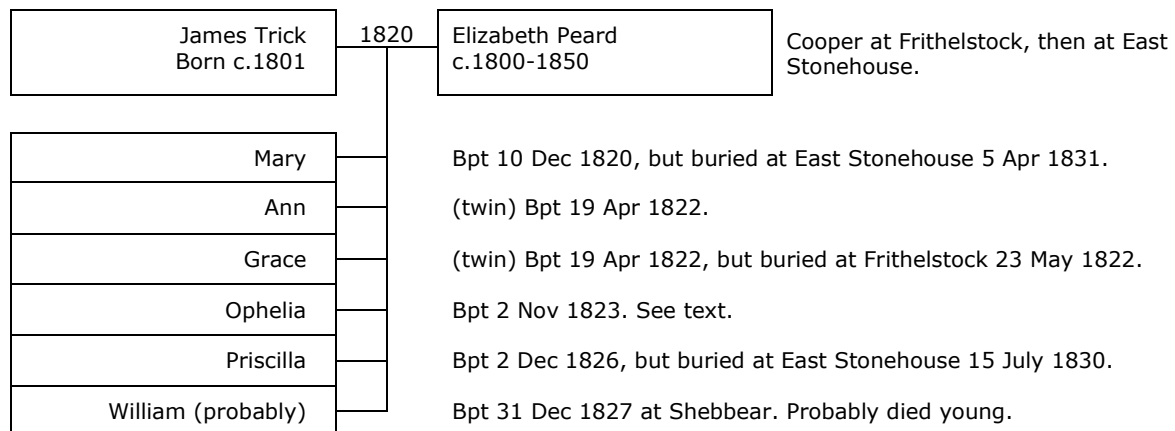 James Trick
Born c.1801
1820
Elizabeth Peard
c.1800-1850
Cooper at Frithelstock, then at East
Stonehouse.
Mary
Bpt 10 Dec 1820, but buried at East Stonehouse 5 Apr 1831.
Ann
(twin) Bpt 19 Apr 1822.
Grace
(twin) Bpt 19 Apr 1822, but buried at Frithelstock 23 May 1822.
Ophelia
Bpt 2 Nov 1823. See text.
Priscilla
Bpt 2 Dec 1826, but buried at East Stonehouse 15 July 1830.
William (probably)
Bpt 31 Dec 1827 at Shebbear. Probably died young.